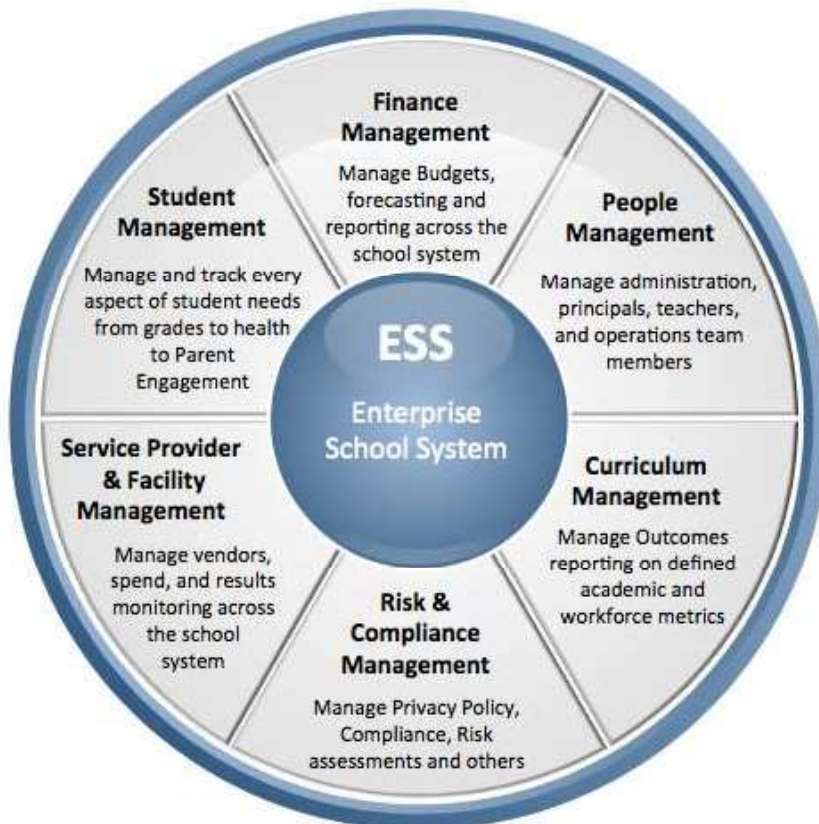 Finance
Management
Manage Budgets,
forecasting and
reporting across the
school system
People
Management
Manage administration,
principals, teachers,
and operations team
members
Curriculum
Management
Manage Outcomes
reporting on defined
academic and
workforce metrics
Risk &
Compliance
Management
Manage Privacy Policy,
Compliance, Risk
assessments and others
Service Provider
& Facility
Management
Manage vendors,
spend, and results
monitoring across
the school
system
Student
Management
Manage and track every
aspect of student needs
from grades to health
to Parent
Engagement
ESS
Enterprise
School System